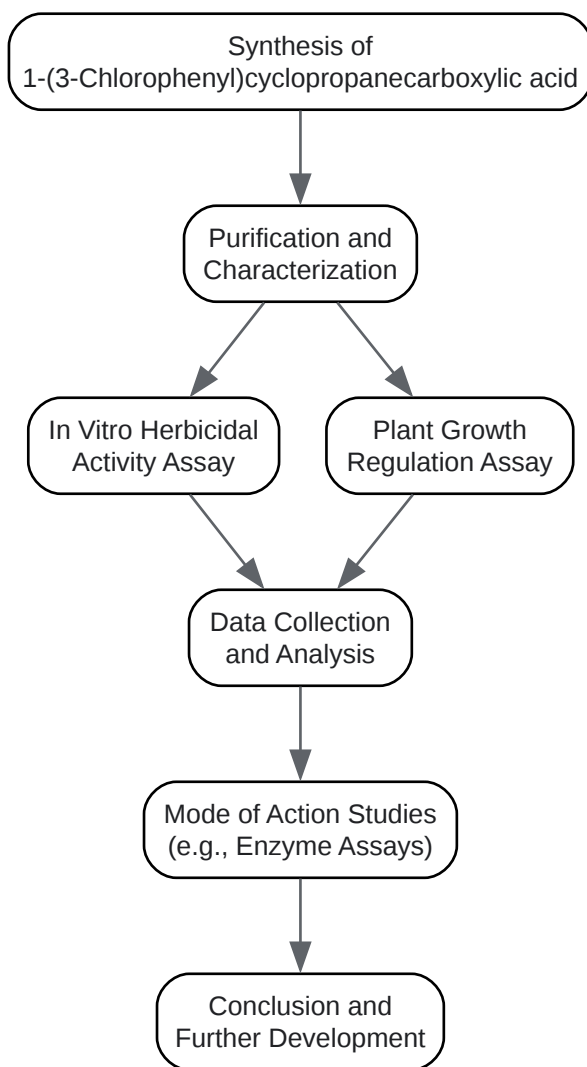 Synthesis of
1-(3-Chlorophenyl)cyclopropanecarboxylic acid
Purification and
Characterization
In Vitro Herbicidal
Activity Assay
Plant Growth
Regulation Assay
Data Collection
and Analysis
Mode of Action Studies
(e.g., Enzyme Assays)
Conclusion and
Further Development